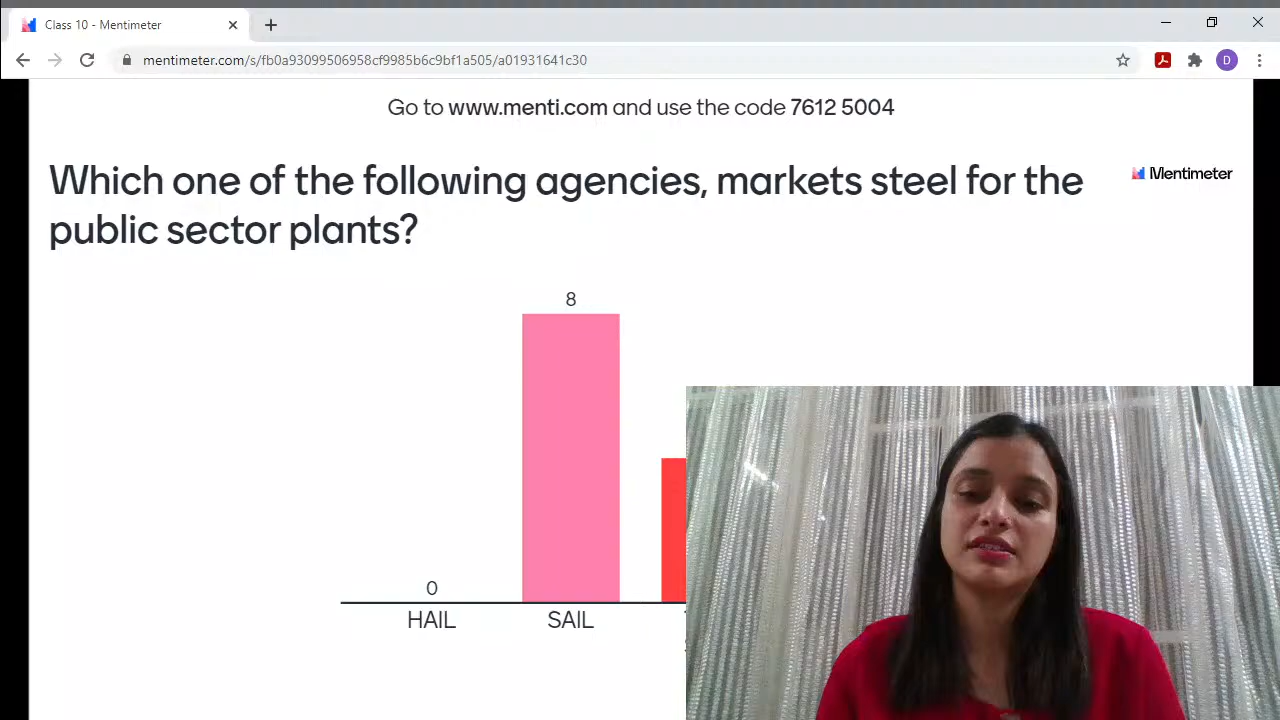 Class 10 - Mentimeter
mentimeter.com/s/fb0a93099506958cf9985b6c9bf1b505/a01931641c30
D
Go to www.menti.com and use the code 7612 5004
Which one of the following agencies, markets steel for the
public sector plants?
Mentimeter
8
0
HAIL SAIL